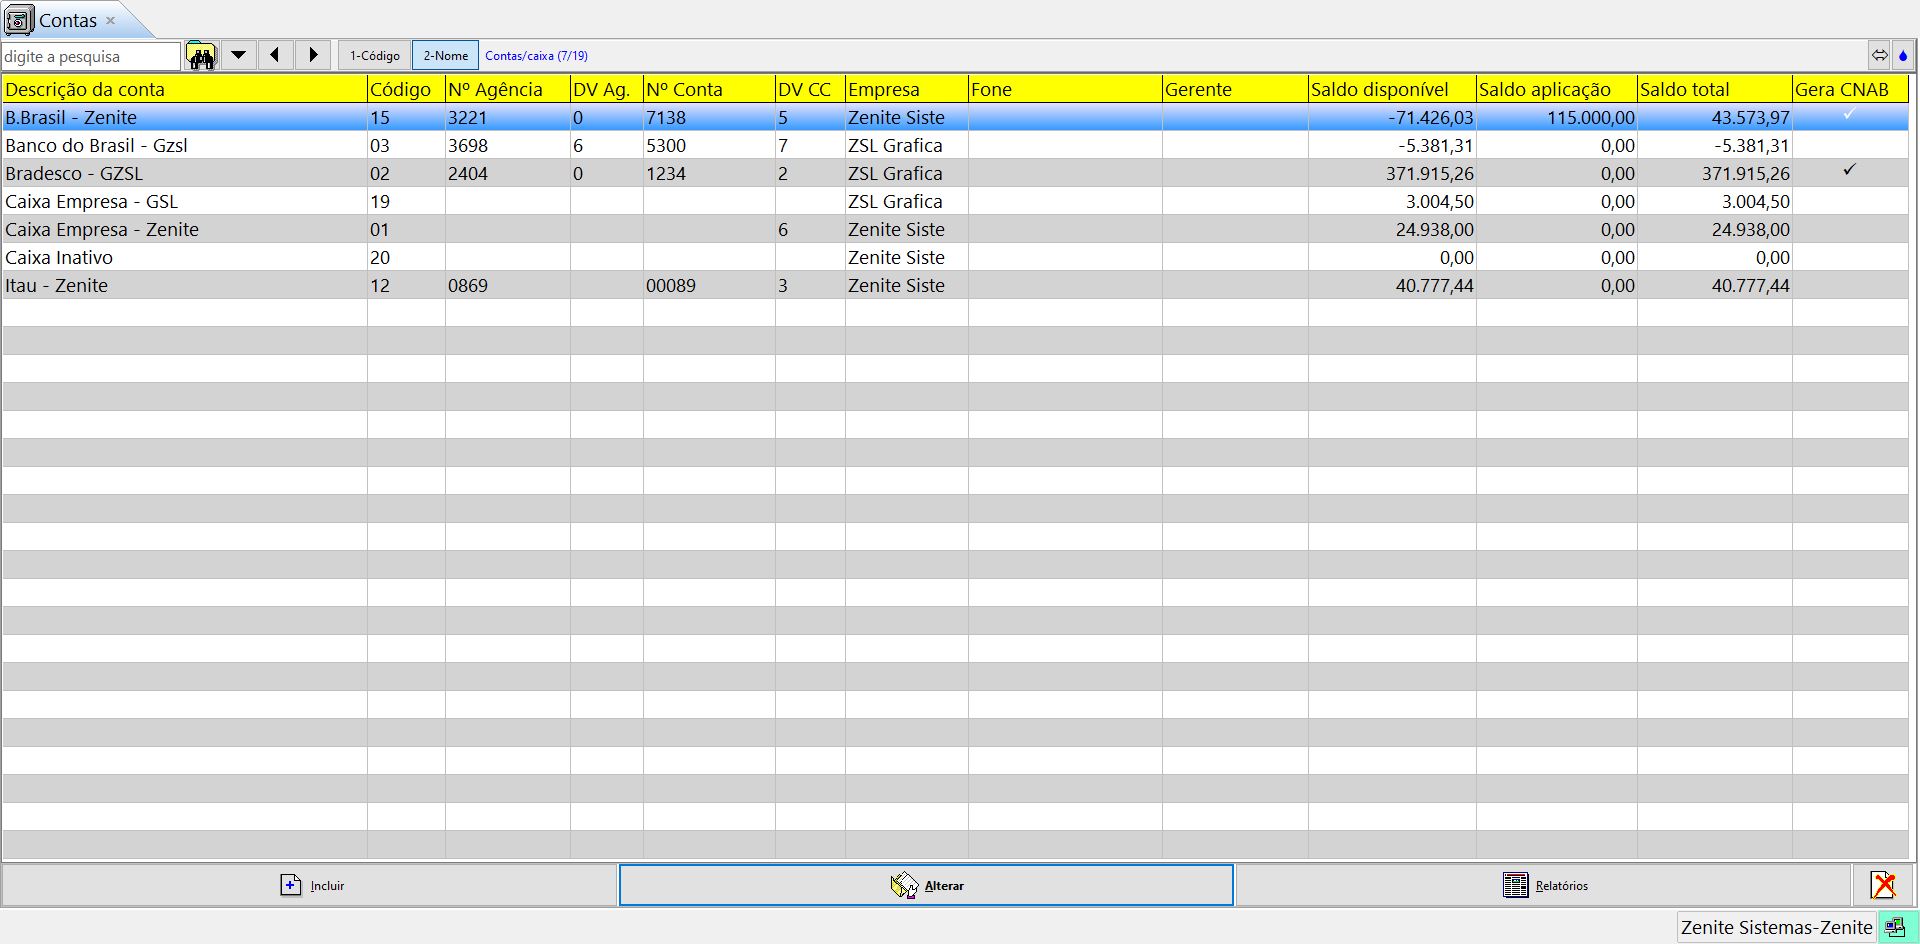 Contas ×
digite a pesquisa 1-Código 2-Nome Contas/caixa (7/19)
Descrição da conta Código Nº Agência DV Ag. Nº Conta DV CC Empresa Fone Gerente Saldo disponível Saldo aplicação Saldo total Gera CNAB
B.Brasil - Zenite 15 3221 0 7138 5 Zenite Siste -71.426,03 115.000,00 43.573,97 ✓
Banco do Brasil - Gzsl 03 3698 6 5300 7 ZSL Grafica -5.381,31 0,00 -5.381,31
Bradesco - GZSL 02 2404 0 1234 2 ZSL Grafica 371.915,26 0,00 371.915,26 ✓
Caixa Empresa - GSL 19 ZSL Grafica 3.004,50 0,00 3.004,50
Caixa Empresa - Zenite 01 6 Zenite Siste 24.938,00 0,00 24.938,00
Caixa Inativo 20 Zenite Siste 0,00 0,00 0,00
Itau - Zenite 12 0869 00089 3 Zenite Siste 40.777,44 0,00 40.777,44
Incluir Alterar Relatórios
Zenite Sistemas-Zenite